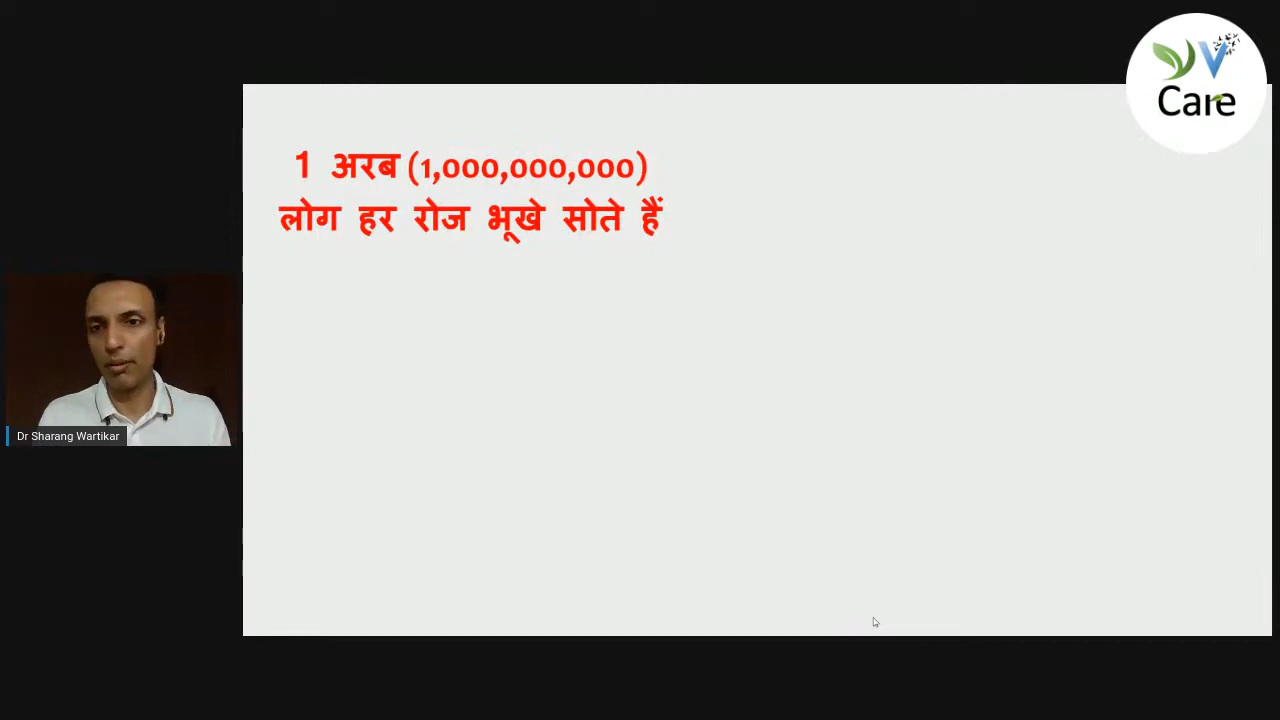 V
Care
1 अरब (1,000,000,000)
लोग हर रोज भूखे सोते हैं
Dr Sharang Wartikar